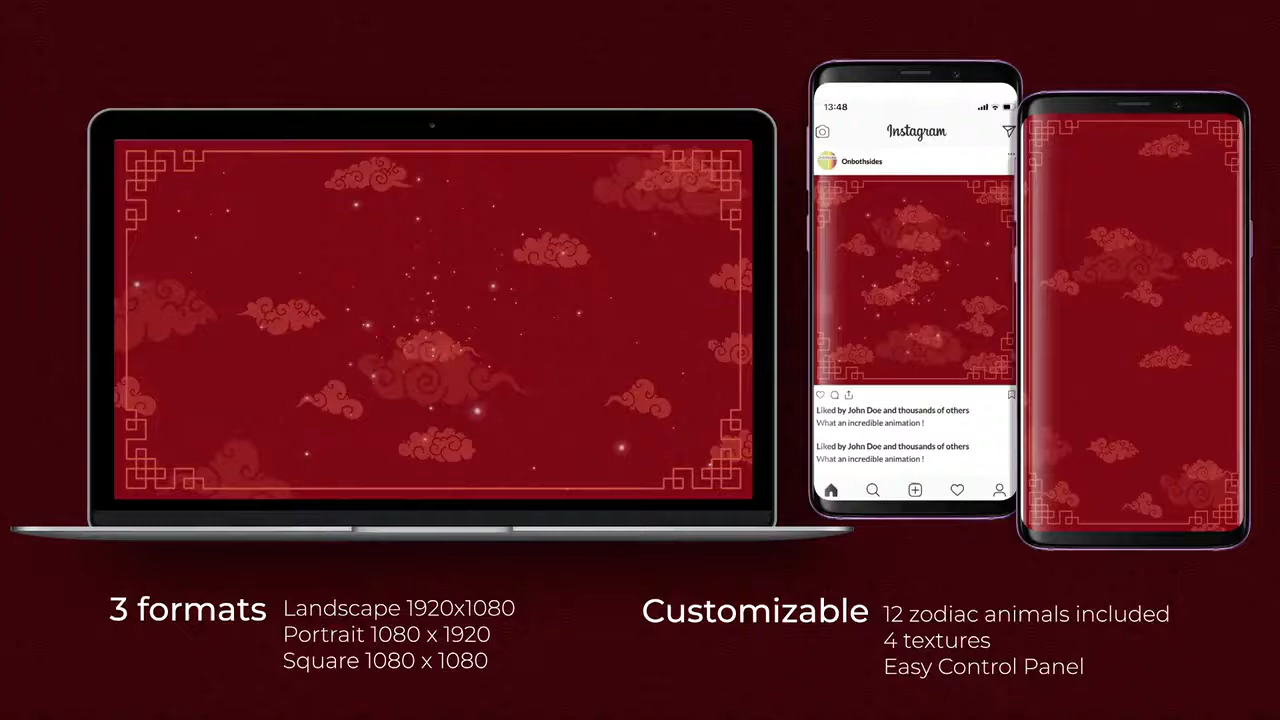 13:48
Instagram
Onbothsides
Liked by John Doe and thousands of others
What an incredible animation !
Liked by John Doe and thousands of others
What an incredible animation !
3 formats
Landscape 1920x1080
Portrait 1080 x 1920
Square 1080 x 1080
Customizable
12 zodiac animals included
4 textures
Easy Control Panel